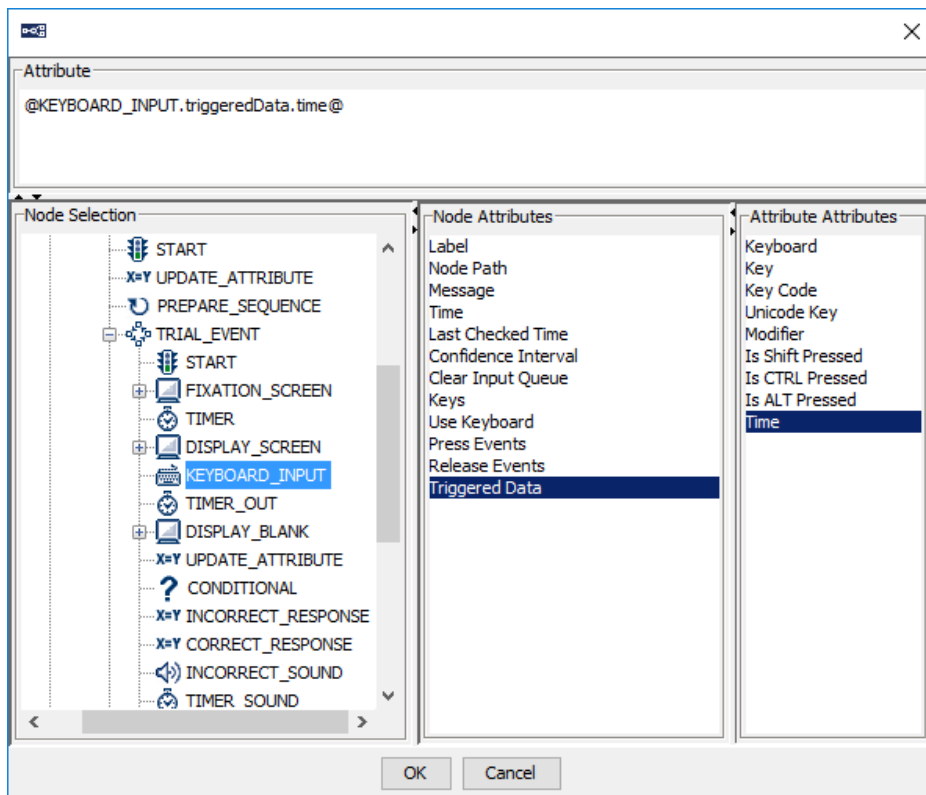 Attribute
@KEYBOARD_INPUT.triggeredData.time@
Node Selection
START
X=Y UPDATE_ATTRIBUTE
PREPARE_SEQUENCE
TRIAL_EVENT
START
FIXATION_SCREEN
TIMER
DISPLAY_SCREEN
KEYBOARD_INPUT
TIMER_OUT
DISPLAY_BLANK
X=Y UPDATE_ATTRIBUTE
? CONDITIONAL
X=Y INCORRECT_RESPONSE
X=Y CORRECT_RESPONSE
INCORRECT_SOUND
TIMER_SOUND
Node Attributes
Label
Node Path
Message
Time
Last Checked Time
Confidence Interval
Clear Input Queue
Keys
Use Keyboard
Press Events
Release Events
Triggered Data
Attribute Attributes
Keyboard
Key
Key Code
Unicode Key
Modifier
Is Shift Pressed
Is CTRL Pressed
Is ALT Pressed
Time
OK
Cancel